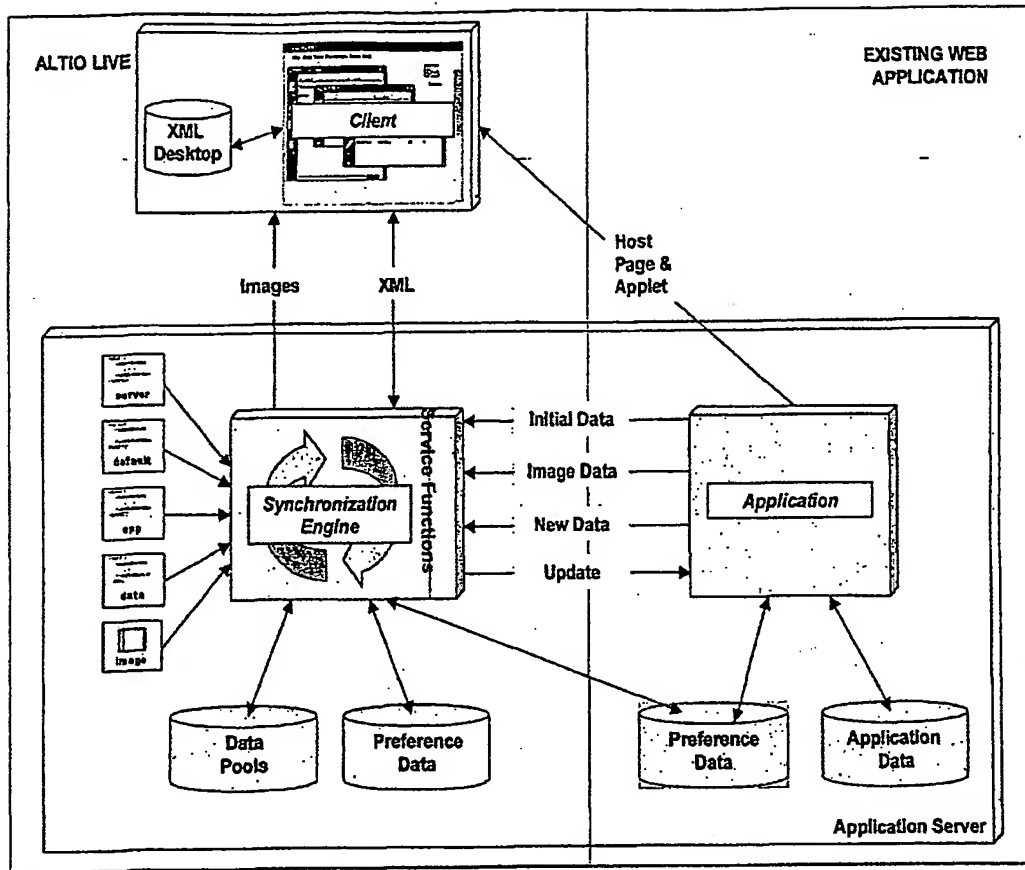 ALTIO LIVE
EXISTING WEB
APPLICATION
XML
Desktop
Client
Host
Page &
Applet
Images
XML
server
default
app
data
image
Synchronization
Engine
Service Functions
Initial Data
Image Data
New Data
Update
Application
Data
Pools
Preference
Data
Preference
Data
Application
Data
Application Server